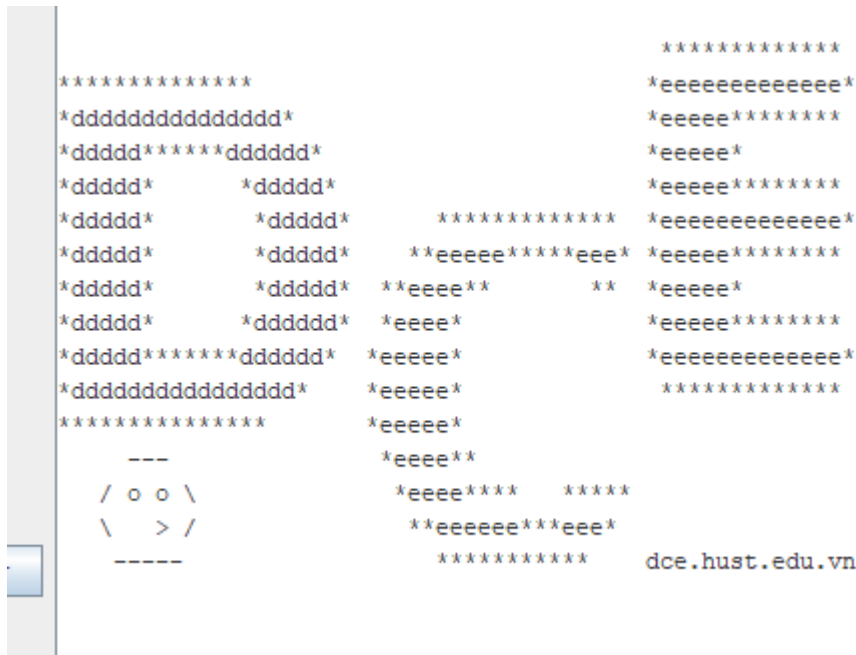 *************
**************                            *eeeeeeeeeeeee*
*ddddddddddddddd*                         *eeeee********
*ddddd******dddddd*                       *eeeee*
*ddddd*      *ddddd*                      *eeeee********
*ddddd*       *ddddd*      *************  *eeeeeeeeeeeee*
*ddddd*       *ddddd*    **eeeee*****eee* *eeeee********
*ddddd*       *ddddd*  **eeee**       **  *eeeee*
*ddddd*      *dddddd*  *eeee*             *eeeee********
*ddddd*******dddddd*  *eeeee*             *eeeeeeeeeeeee*
*dddddddddddddddd*    *eeeee*              *************
***************       *eeeee*
     ---               *eeee**
   / o o \              *eeee****   *****
   \   > /               **eeeeee***eee*
    -----                  ***********    dce.hust.edu.vn